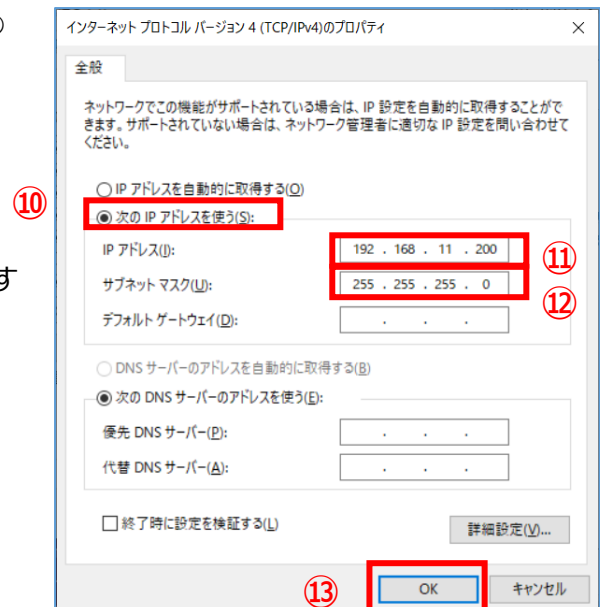 インターネット プロトコル バージョン 4 (TCP/IPv4)のプロパティ
全般
ネットワークでこの機能がサポートされている場合は、IP 設定を自動的に取得することがで
きます。サポートされていない場合は、ネットワーク管理者に適切な IP 設定を問い合わせて
ください。
IP アドレスを自動的に取得する(O)
⑩
次の IP アドレスを使う(S):
IP アドレス(I): 192 . 168 . 11 . 200
⑪
す
サブネット マスク(U): 255 . 255 . 255 . 0
⑫
デフォルト ゲートウェイ(D): . . .
DNS サーバーのアドレスを自動的に取得する(B)
次の DNS サーバーのアドレスを使う(E):
優先 DNS サーバー(P): . . .
代替 DNS サーバー(A): . . .
終了時に設定を検証する(L)
詳細設定(V)...
⑬
OK キャンセル